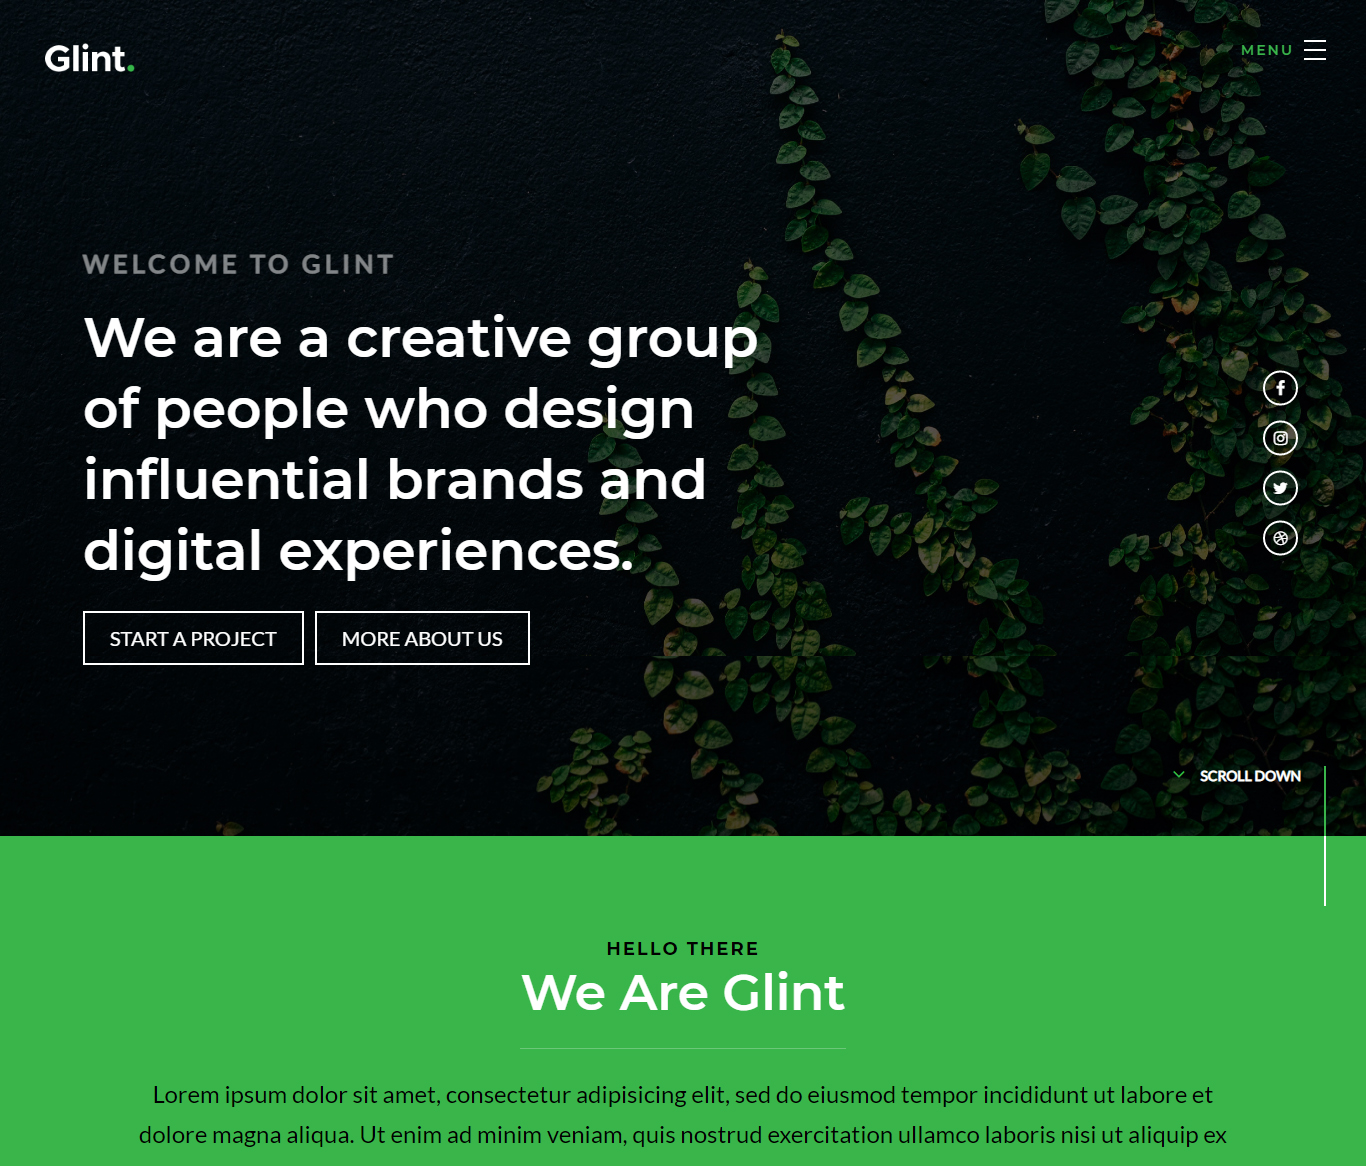 Glint.
MENU
WELCOME TO GLINT
We are a creative group
of people who design
influential brands and
digital experiences.
START A PROJECT
MORE ABOUT US
SCROLL DOWN
HELLO THERE
We Are Glint
Lorem ipsum dolor sit amet, consectetur adipisicing elit, sed do eiusmod tempor incididunt ut labore et
dolore magna aliqua. Ut enim ad minim veniam, quis nostrud exercitation ullamco laboris nisi ut aliquip ex